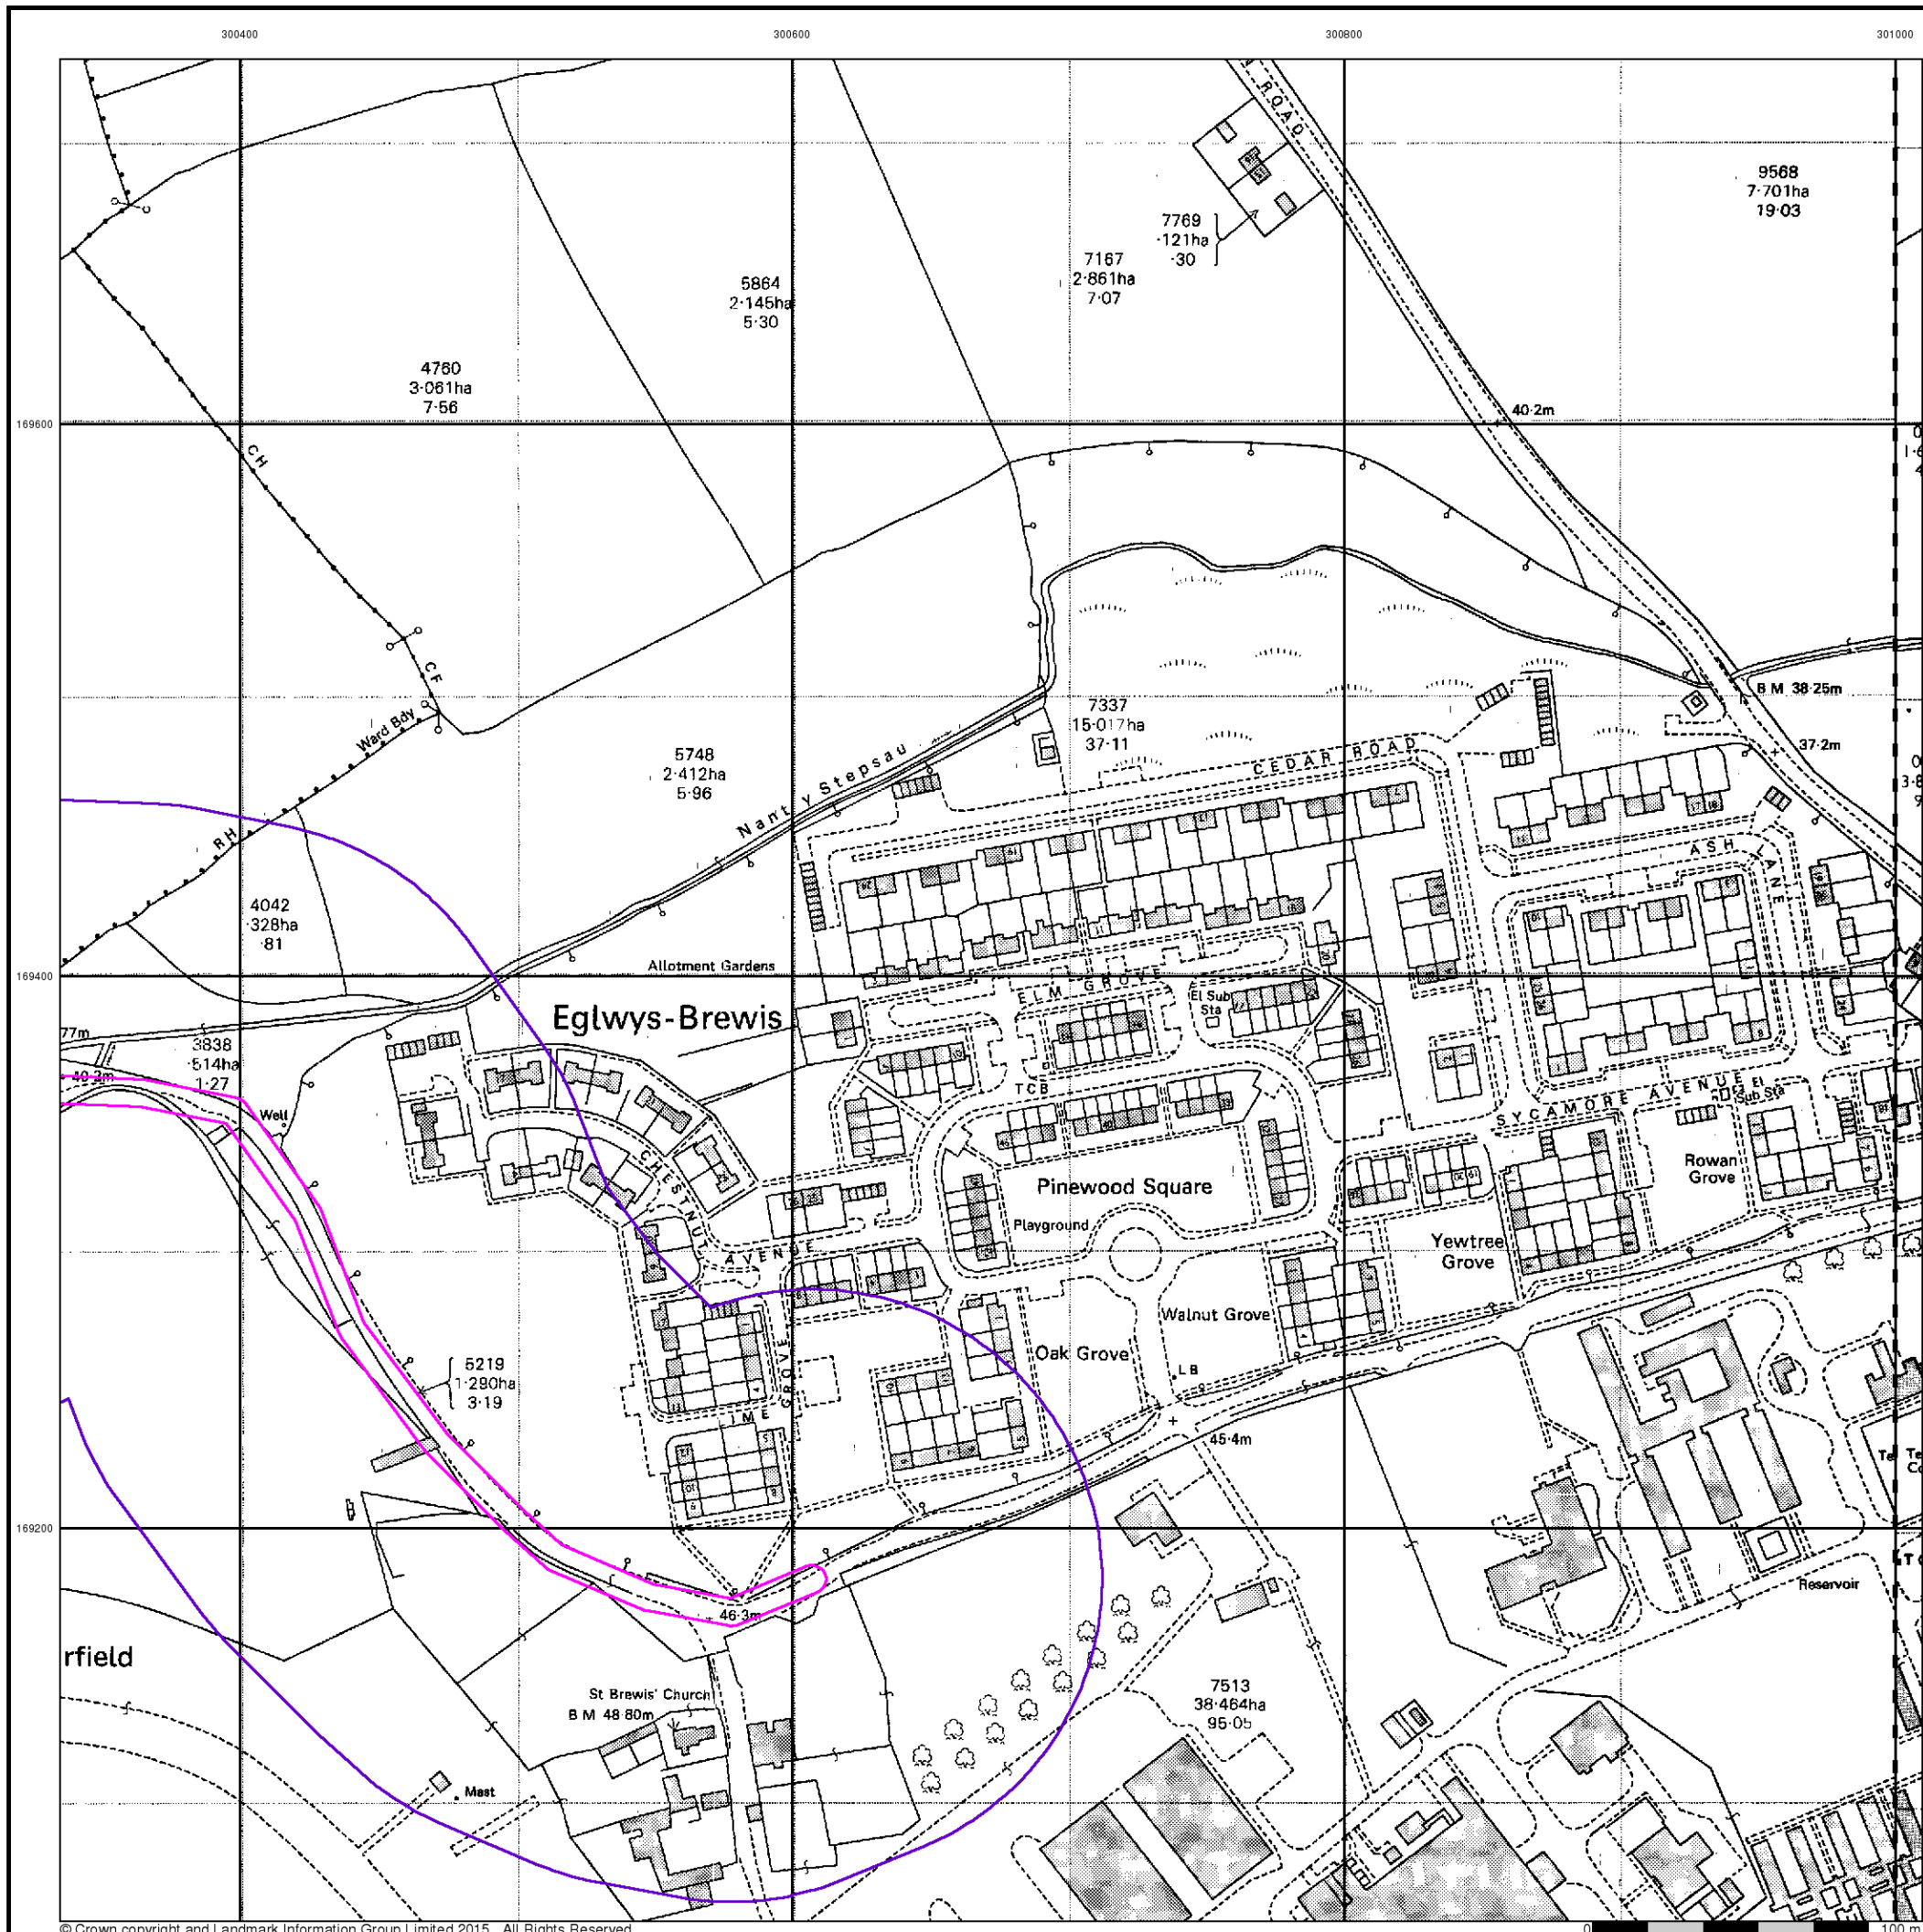 300400
300600
300800
301000
ROAD
9568
7·701ha
19·03
7769
·121ha
·30
7167
2·861ha
7·07
5864
2·145ha
5·30
4760
3·061ha
7·56
40·2m
169600
CH
CF
Ward Bdy
RH
B M 38·25m
37·2m
7337
15·017ha
37·11
5748
2·412ha
5·96
Nant y Stepsau
CEDAR ROAD
ASH LANE
4042
·328ha
·81
Allotment Gardens
169400
Eglwys-Brewis
ELM GROVE
El Sub
Sta
77m
3838
·514ha
1·27
40·2m
Well
TCB
SYCAMORE AVENUE
El
Sub Sta
Rowan
Grove
Pinewood Square
Playground
CHESTNUT AVENUE
Yewtree
Grove
Walnut Grove
Oak Grove
LB
5219
1·290ha
3·19
LIME GROVE
45·4m
169200
Reservoir
46·3m
rfield
St Brewis' Church
B M 48·80m
7513
38·464ha
95·05
Mast
© Crown copyright and Landmark Information Group Limited 2015. All Rights Reserved.
0
100 m